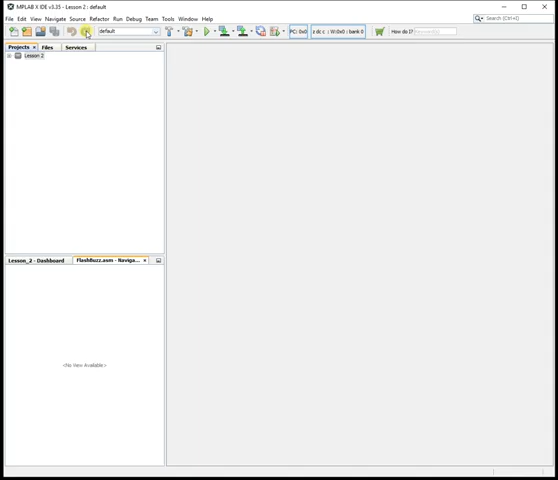 MPLAB X IDE v3.35 - Lesson 2 : default
File Edit View Navigate Source Refactor Run Debug Team Tools Window Help
Search (Ctrl+I)
default
PC: 0x0
z dc c : W:0x0 : bank 0
How do I?
Projects × Files Services
Lesson 2
Lesson_2 - Dashboard
FlashBuzz.asm - Naviga... ×
<No View Available>